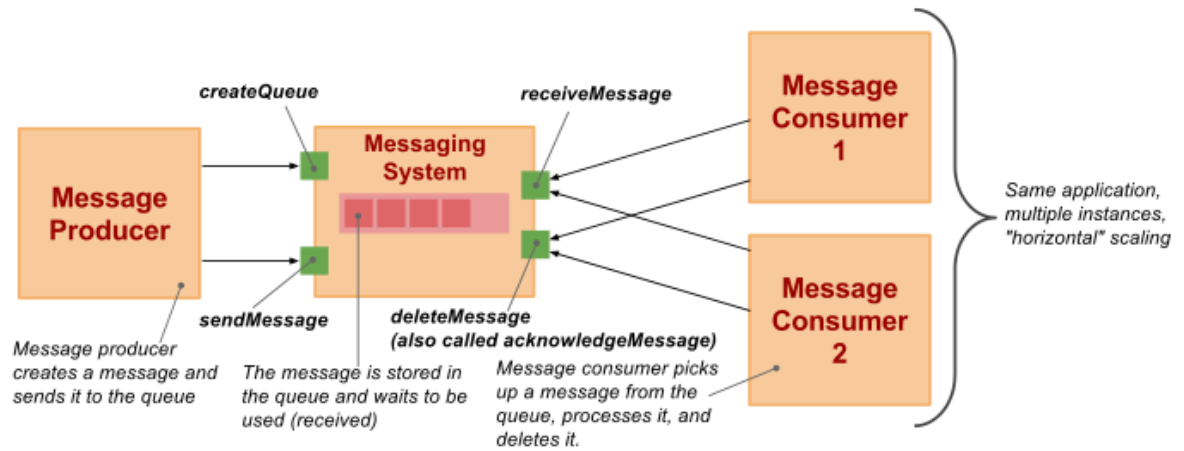 createQueue
receiveMessage
Message
Producer
Messaging
System
Message
Consumer
1
Same application,
multiple instances,
"horizontal" scaling
sendMessage
deleteMessage
(also called acknowledgeMessage)
Message
Consumer
2
Message producer
creates a message and
sends it to the queue
The message is stored in
the queue and waits to be
used (received)
Message consumer picks
up a message from the
queue, processes it, and
deletes it.